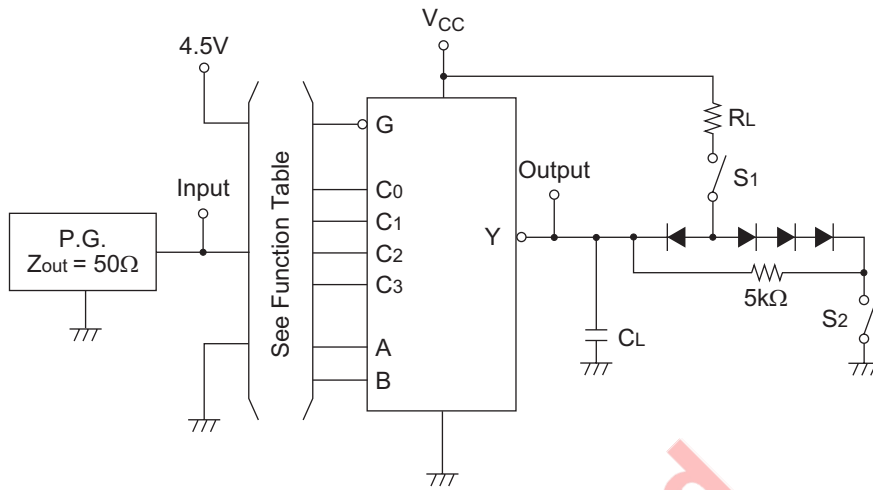 VCC
4.5V
G
RL
Input
Output
S1
C0
C1
Y
P.G.
Zout = 50Ω
C2
C3
See Function Table
5kΩ
S2
CL
A
B